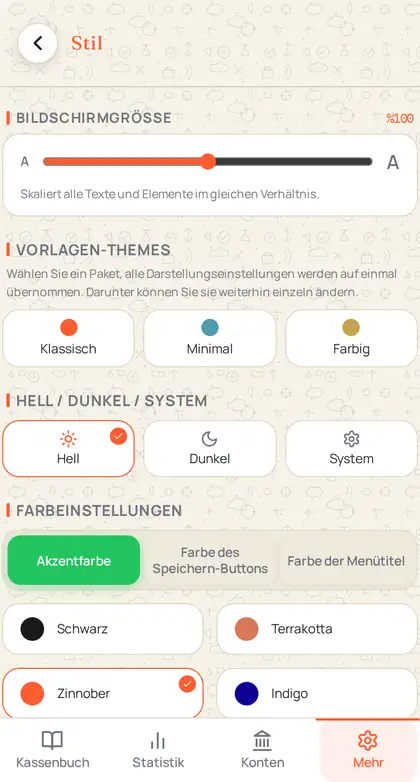 Stil
BILDSCHIRMGRÖSSE
%100
A
A
Skaliert alle Texte und Elemente im gleichen Verhältnis.
VORLAGEN-THEMES
Wählen Sie ein Paket, alle Darstellungseinstellungen werden auf einmal
übernommen. Darunter können Sie sie weiterhin einzeln ändern.
Klassisch
Minimal
Farbig
HELL / DUNKEL / SYSTEM
Hell
Dunkel
System
FARBEINSTELLUNGEN
Akzentfarbe
Farbe des
Speichern-Buttons
Farbe der Menütitel
Schwarz
Terrakotta
Zinnober
Indigo
Kassenbuch
Statistik
Konten
Mehr